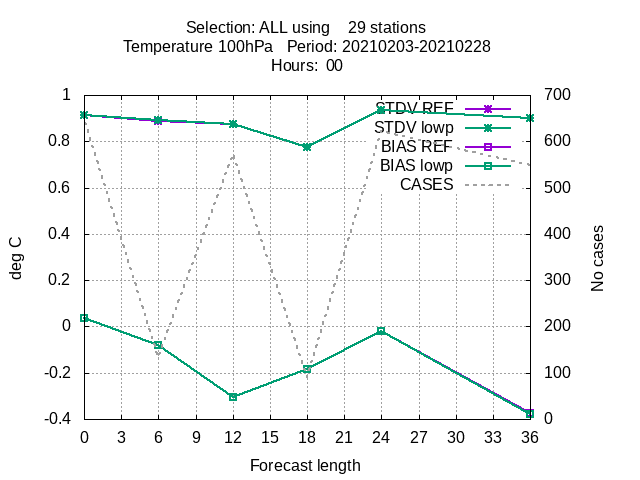 Selection: ALL using    29 stations
Temperature 100hPa   Period: 20210203-20210228
Hours:  00
1
0.8
0.6
0.4
0.2
0
-0.2
-0.4
deg C
700
600
500
400
300
200
100
0
No cases
STDV REF
STDV lowp
BIAS REF
BIAS lowp
CASES
0 3 6 9 12 15 18 21 24 27 30 33 36
Forecast length